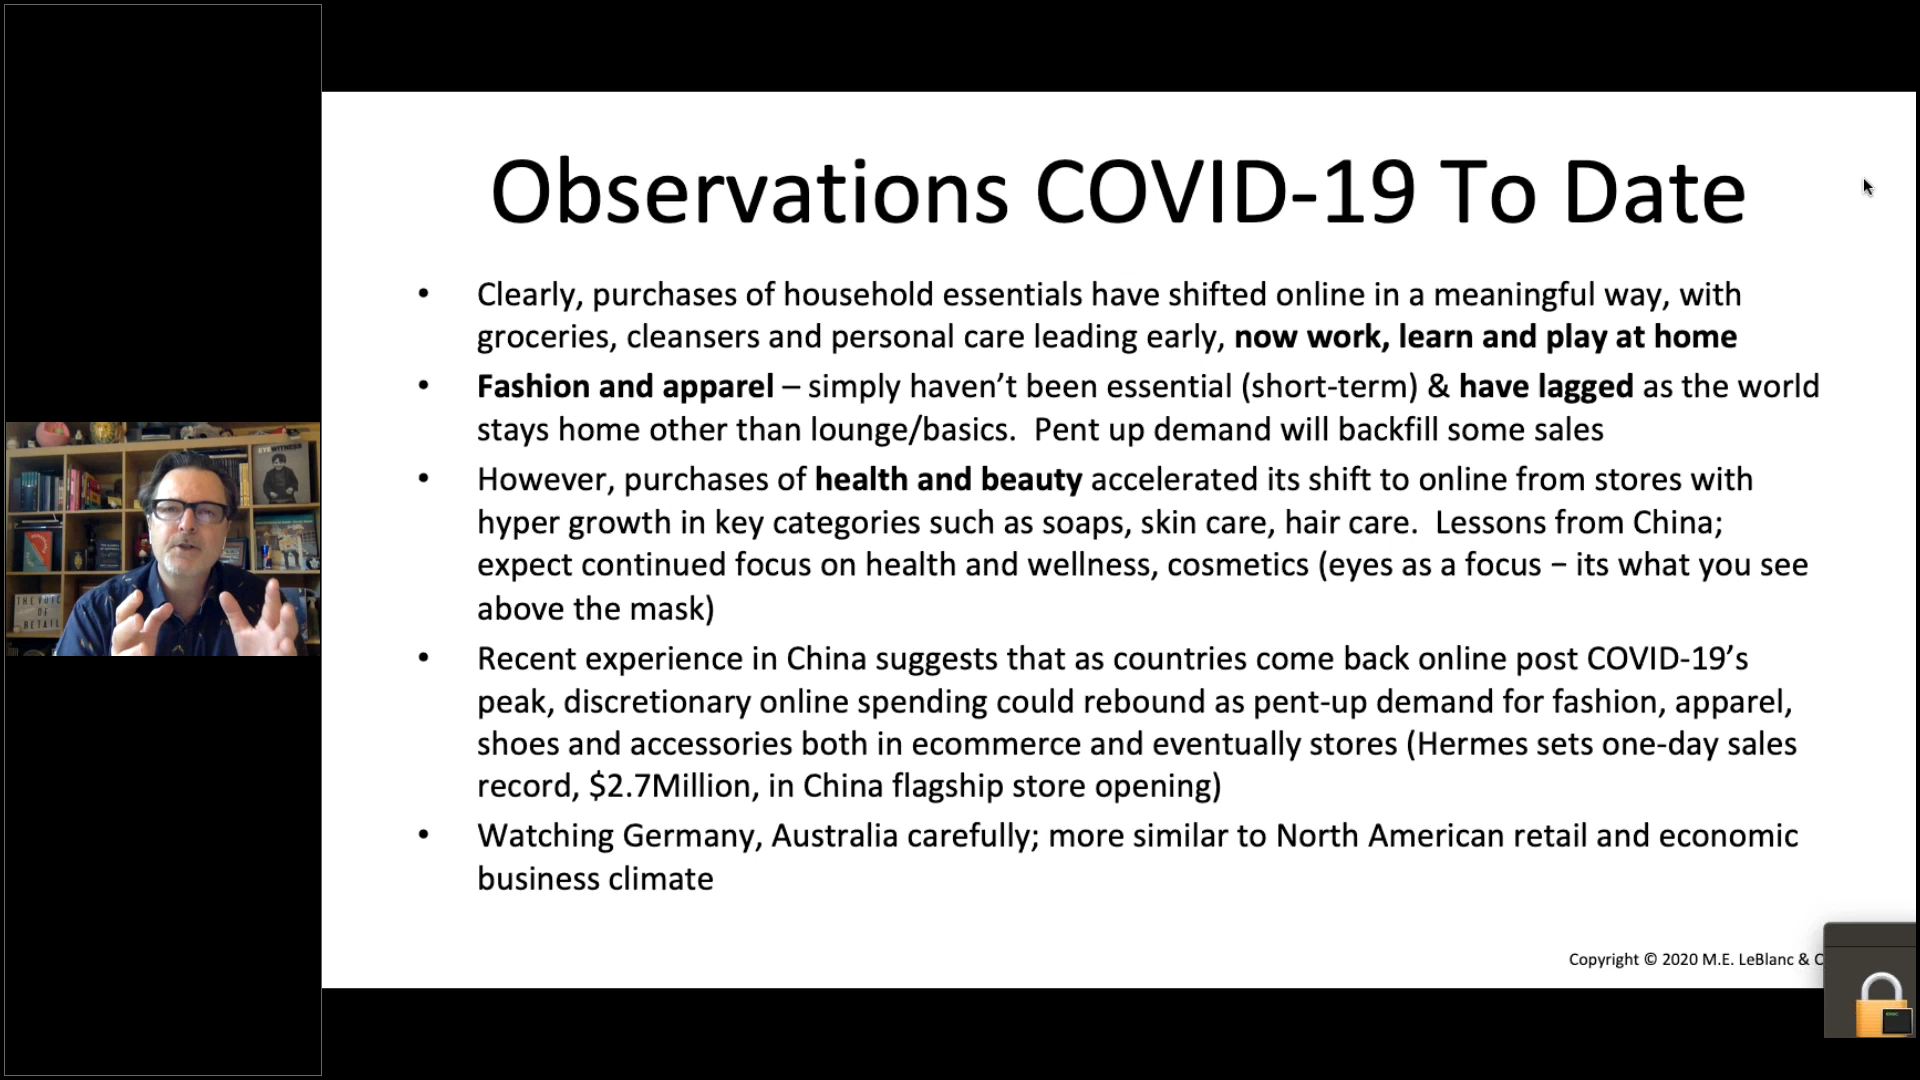 Observations COVID-19 To Date
• Clearly, purchases of household essentials have shifted online in a meaningful way, with
groceries, cleansers and personal care leading early, now work, learn and play at home
• Fashion and apparel – simply haven’t been essential (short-term) & have lagged as the world
stays home other than lounge/basics.  Pent up demand will backfill some sales
• However, purchases of health and beauty accelerated its shift to online from stores with
hyper growth in key categories such as soaps, skin care, hair care.  Lessons from China;
expect continued focus on health and wellness, cosmetics (eyes as a focus – its what you see
above the mask)
• Recent experience in China suggests that as countries come back online post COVID-19’s
peak, discretionary online spending could rebound as pent-up demand for fashion, apparel,
shoes and accessories both in ecommerce and eventually stores (Hermes sets one-day sales
record, $2.7Million, in China flagship store opening)
• Watching Germany, Australia carefully; more similar to North American retail and economic
business climate
Copyright © 2020 M.E. LeBlanc &
EYEWITNESS
THE VOICE
OF
RETAIL